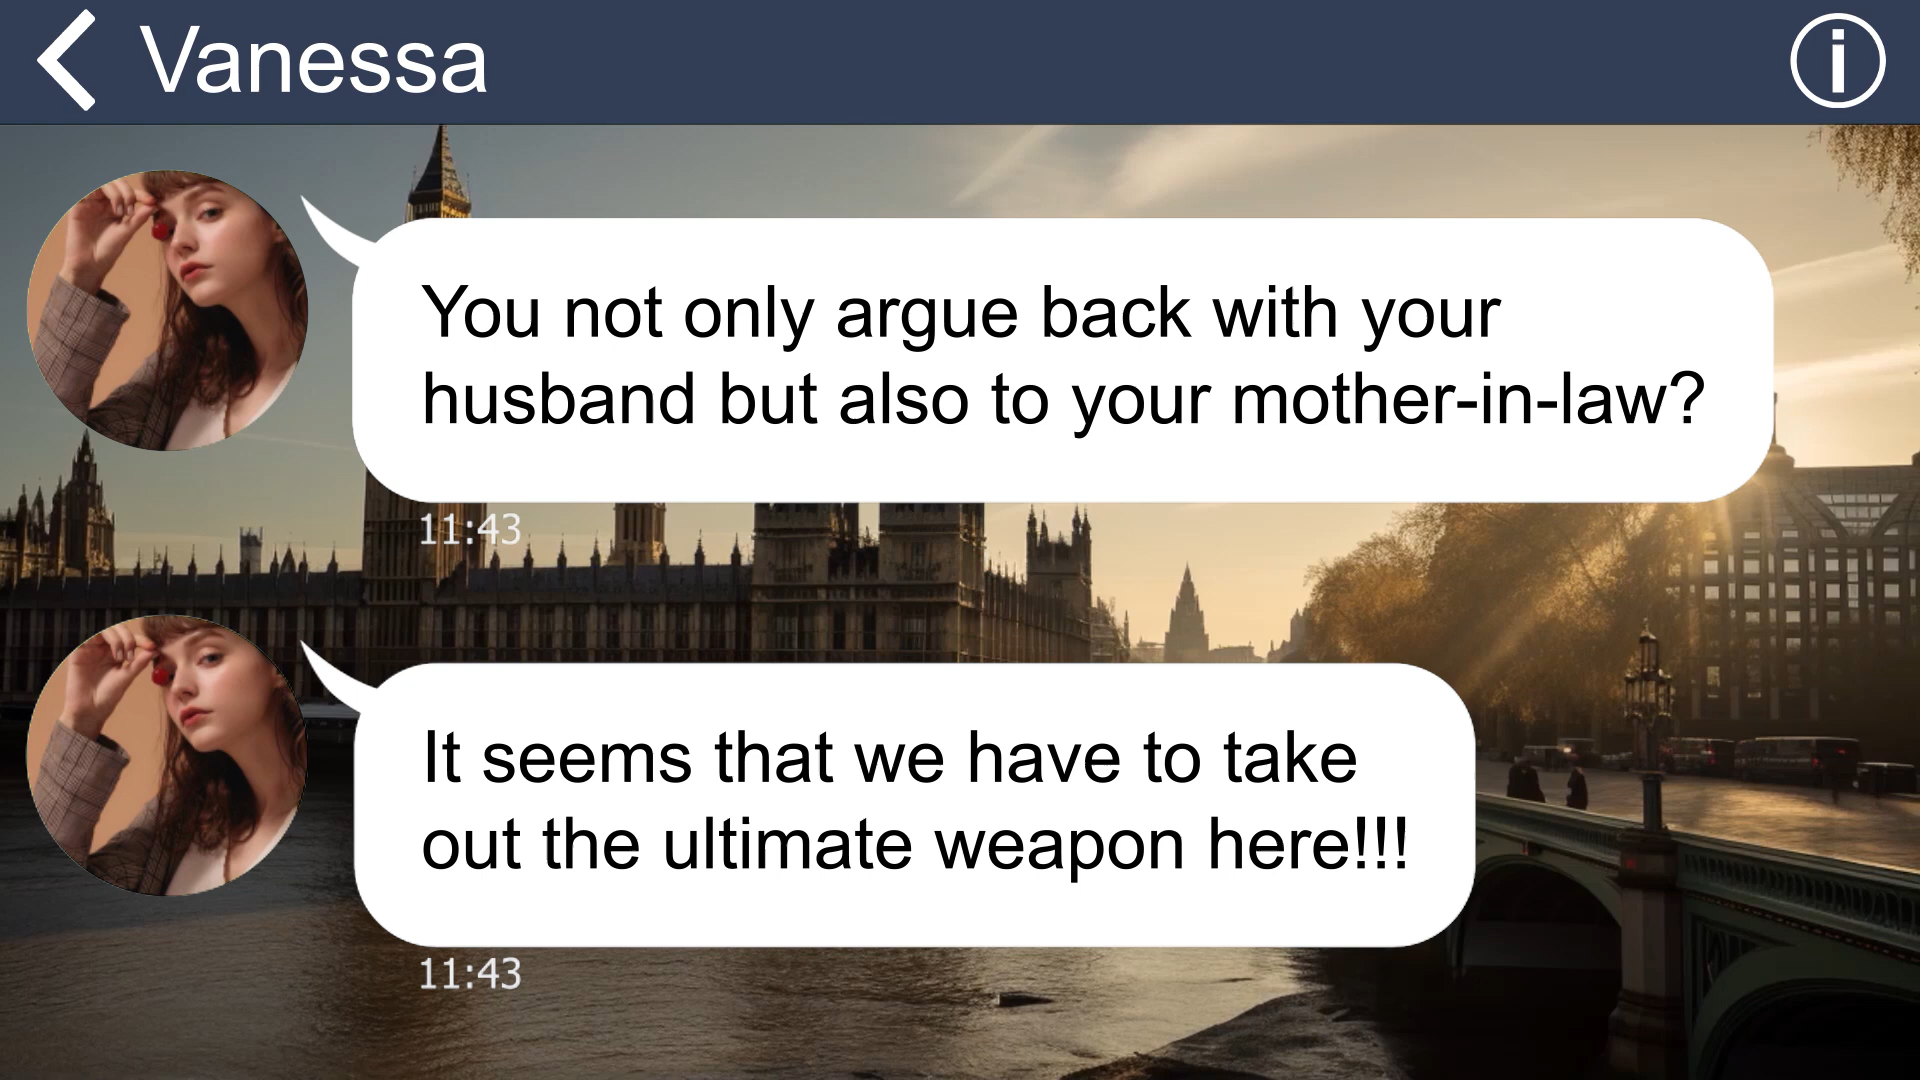 Vanessa
You not only argue back with your
husband but also to your mother-in-law?
11:43
It seems that we have to take
out the ultimate weapon here!!!
11:43